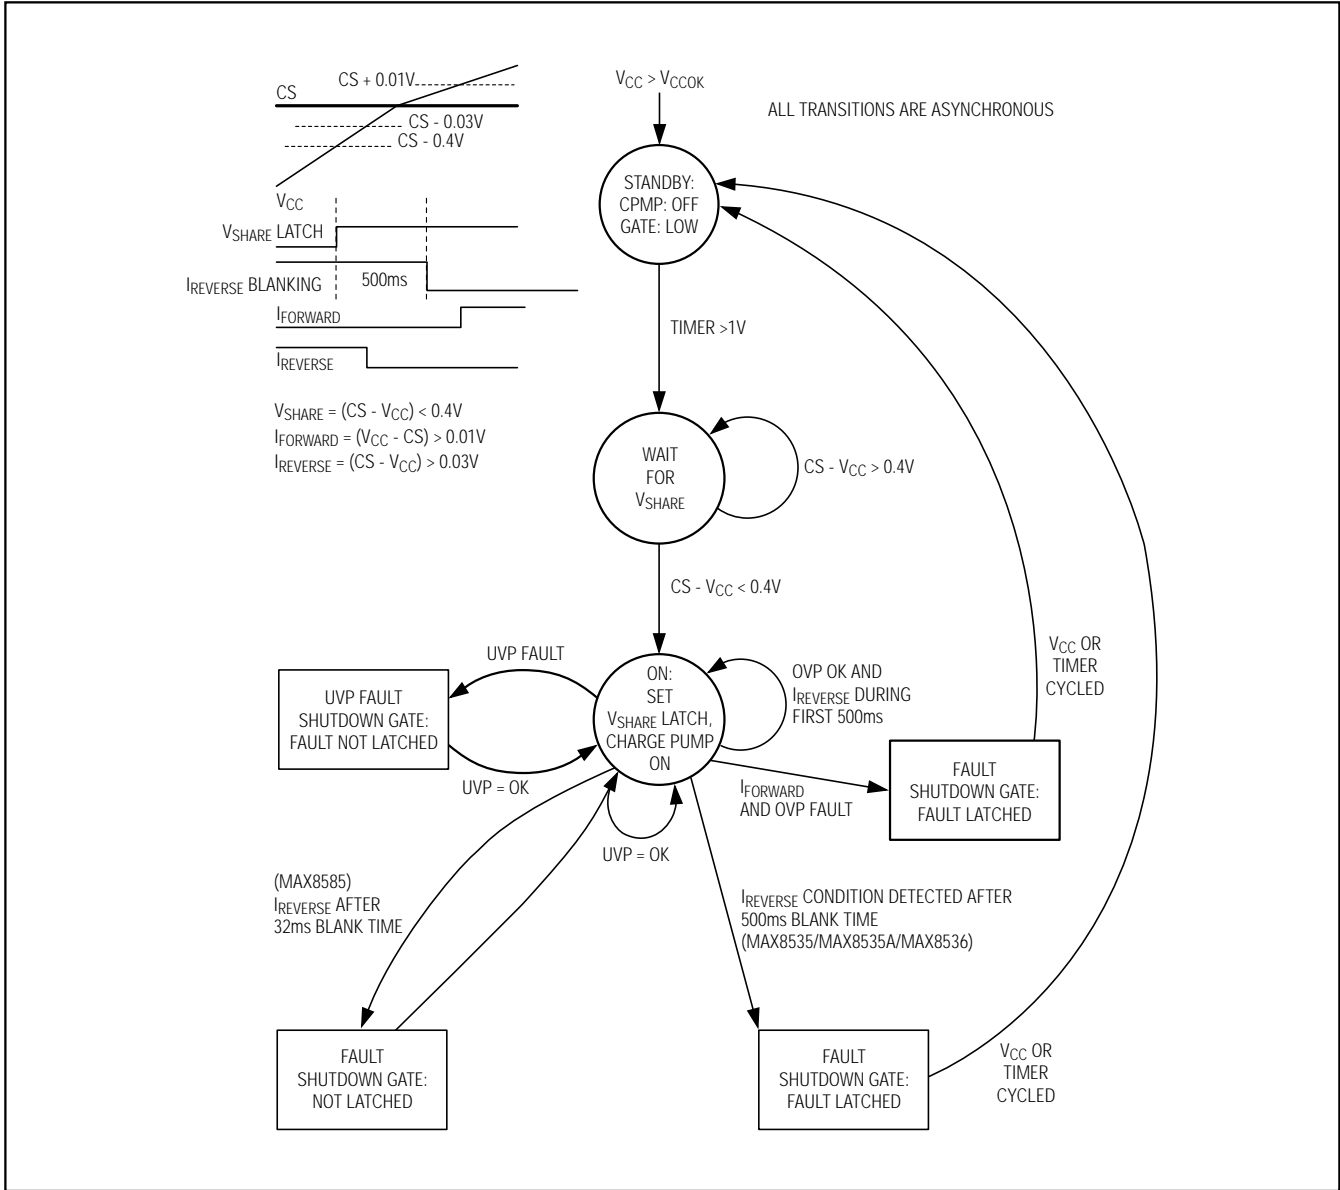 CS + 0.01V
CS
CS - 0.03V
CS - 0.4V
VCC
VSHARE LATCH
IREVERSE BLANKING
500ms
IFORWARD
IREVERSE
VSHARE = (CS - VCC) < 0.4V
IFORWARD = (VCC - CS) > 0.01V
IREVERSE = (CS - VCC) > 0.03V
VCC > VCCOK
ALL TRANSITIONS ARE ASYNCHRONOUS
STANDBY:
CPMP: OFF
GATE: LOW
TIMER >1V
WAIT
FOR
VSHARE
CS - VCC > 0.4V
CS - VCC < 0.4V
UVP FAULT
UVP FAULT
SHUTDOWN GATE:
FAULT NOT LATCHED
UVP = OK
ON:
SET
VSHARE LATCH,
CHARGE PUMP
ON
OVP OK AND
IREVERSE DURING
FIRST 500ms
VCC OR
TIMER
CYCLED
IFORWARD
AND OVP FAULT
FAULT
SHUTDOWN GATE:
FAULT LATCHED
UVP = OK
(MAX8585)
IREVERSE AFTER
32ms BLANK TIME
IREVERSE CONDITION DETECTED AFTER
500ms BLANK TIME
(MAX8535/MAX8535A/MAX8536)
FAULT
SHUTDOWN GATE:
NOT LATCHED
FAULT
SHUTDOWN GATE:
FAULT LATCHED
VCC OR
TIMER
CYCLED